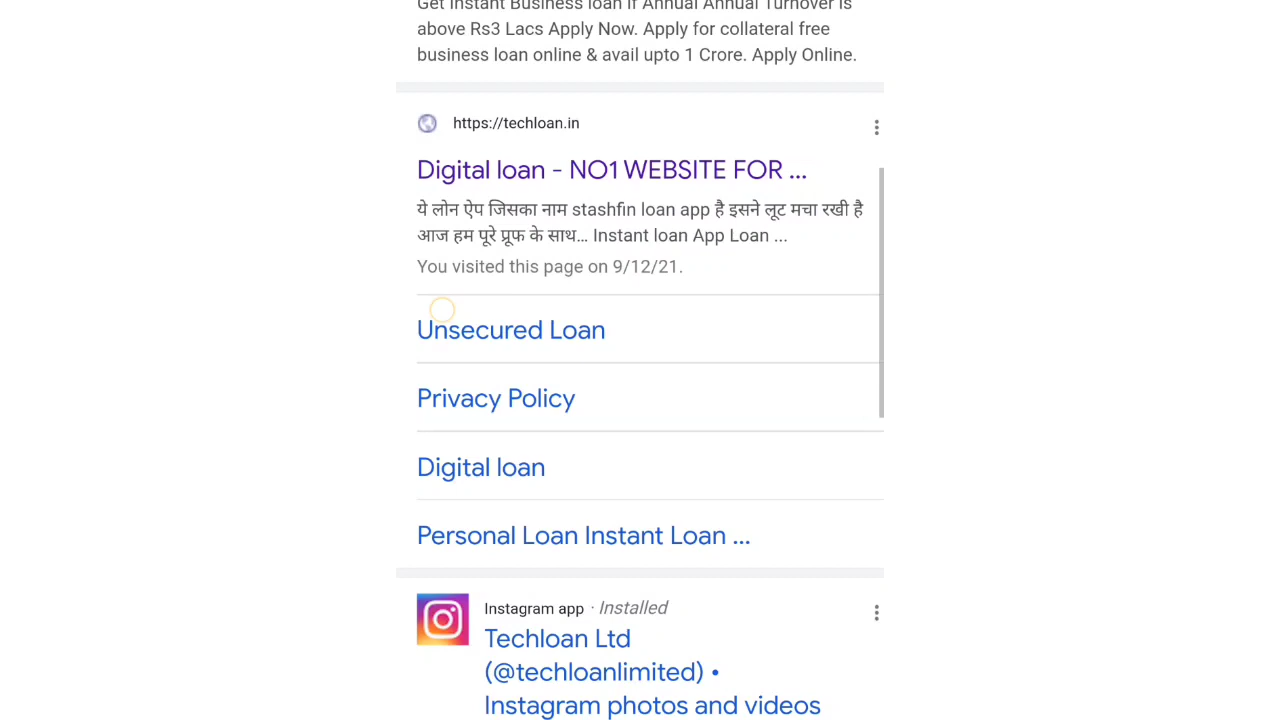 Get Instant Business loan if Annual Annual Turnover is
above Rs3 Lacs Apply Now. Apply for collateral free
business loan online & avail upto 1 Crore. Apply Online.
https://techloan.in
Digital loan - NO1 WEBSITE FOR ...
ये लोन ऐप जिसका नाम stashfin loan app है इसने लूट मचा रखी है
आज हम पूरे प्रूफ के साथ... Instant loan App Loan ...
You visited this page on 9/12/21.
Unsecured Loan
Privacy Policy
Digital loan
Personal Loan Instant Loan ...
Instagram app · Installed
Techloan Ltd
(@techloanlimited) •
Instagram photos and videos